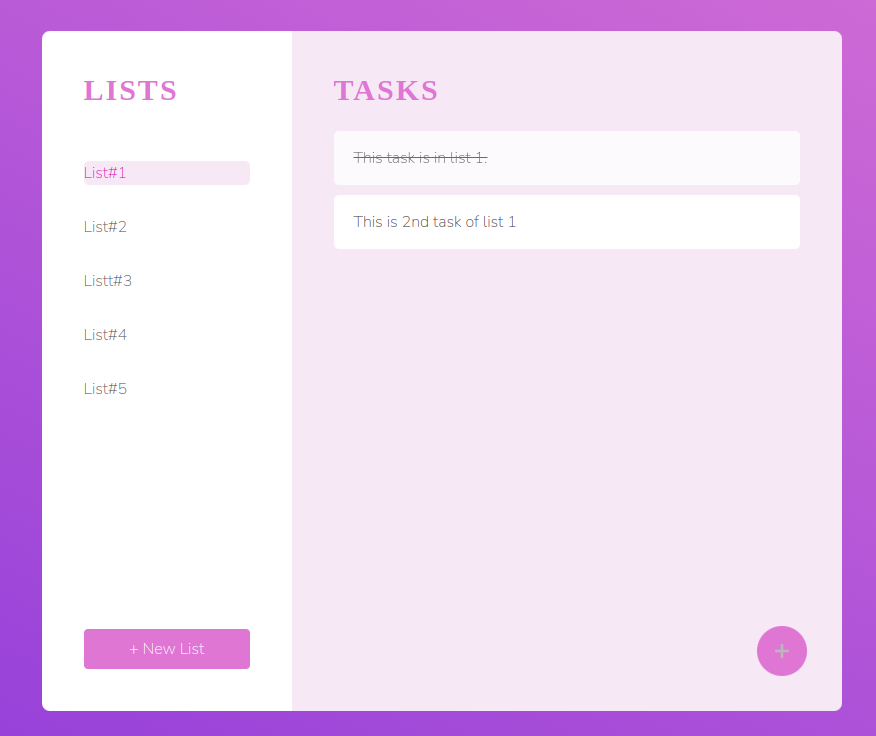 LISTS
List#1
List#2
Listt#3
List#4
List#5
+ New List
TASKS
This task is in list 1.
This is 2nd task of list 1
+